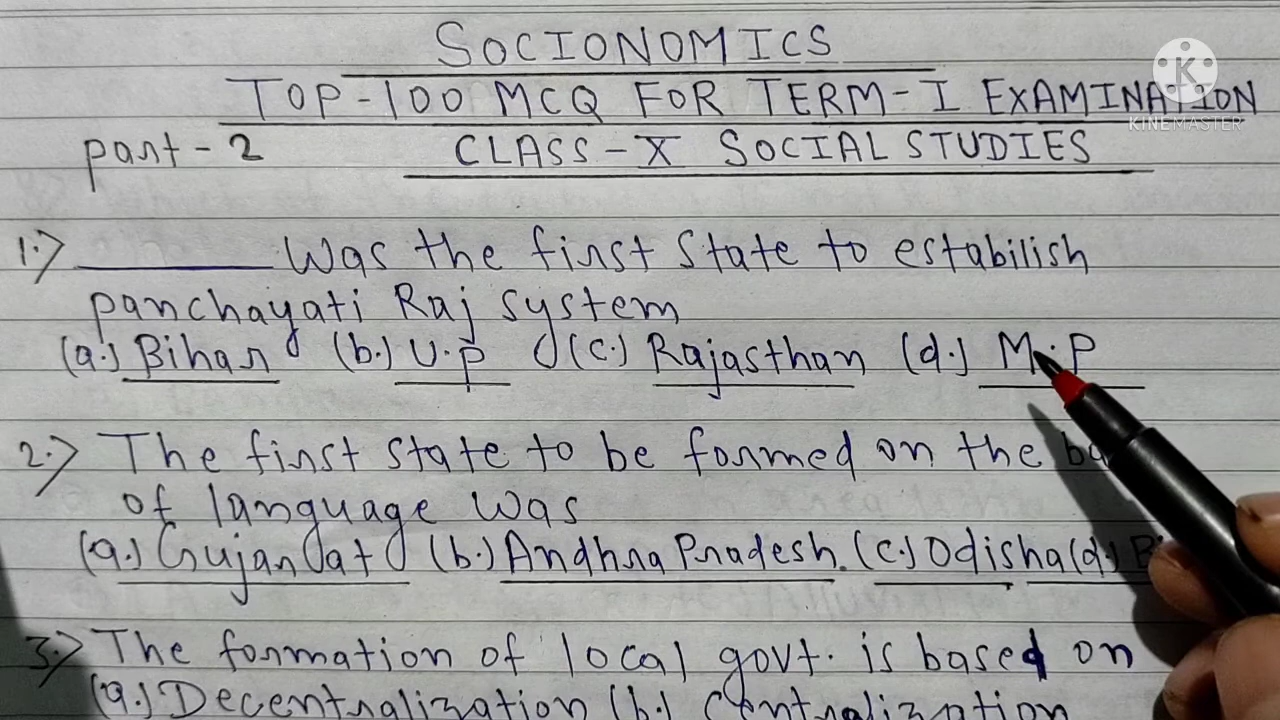 SOCIONOMICS
TOP-100 MCQ FOR TERM-I EXAMINATION
KINEMASTER
part-2 CLASS-X SOCIAL STUDIES
1.) ________ Was the first State to estabilish
panchayati Raj system
(a.) Bihar (b.) U.P (c.) Rajasthan (d.) M.P
2.) The first state to be formed on the
of language was
(a.) Gujarat (b.) Andhra Pradesh. (c.) Odisha (d.)
3.) The formation of local govt. is based on
(a.) Decentralization (b.) Centralization